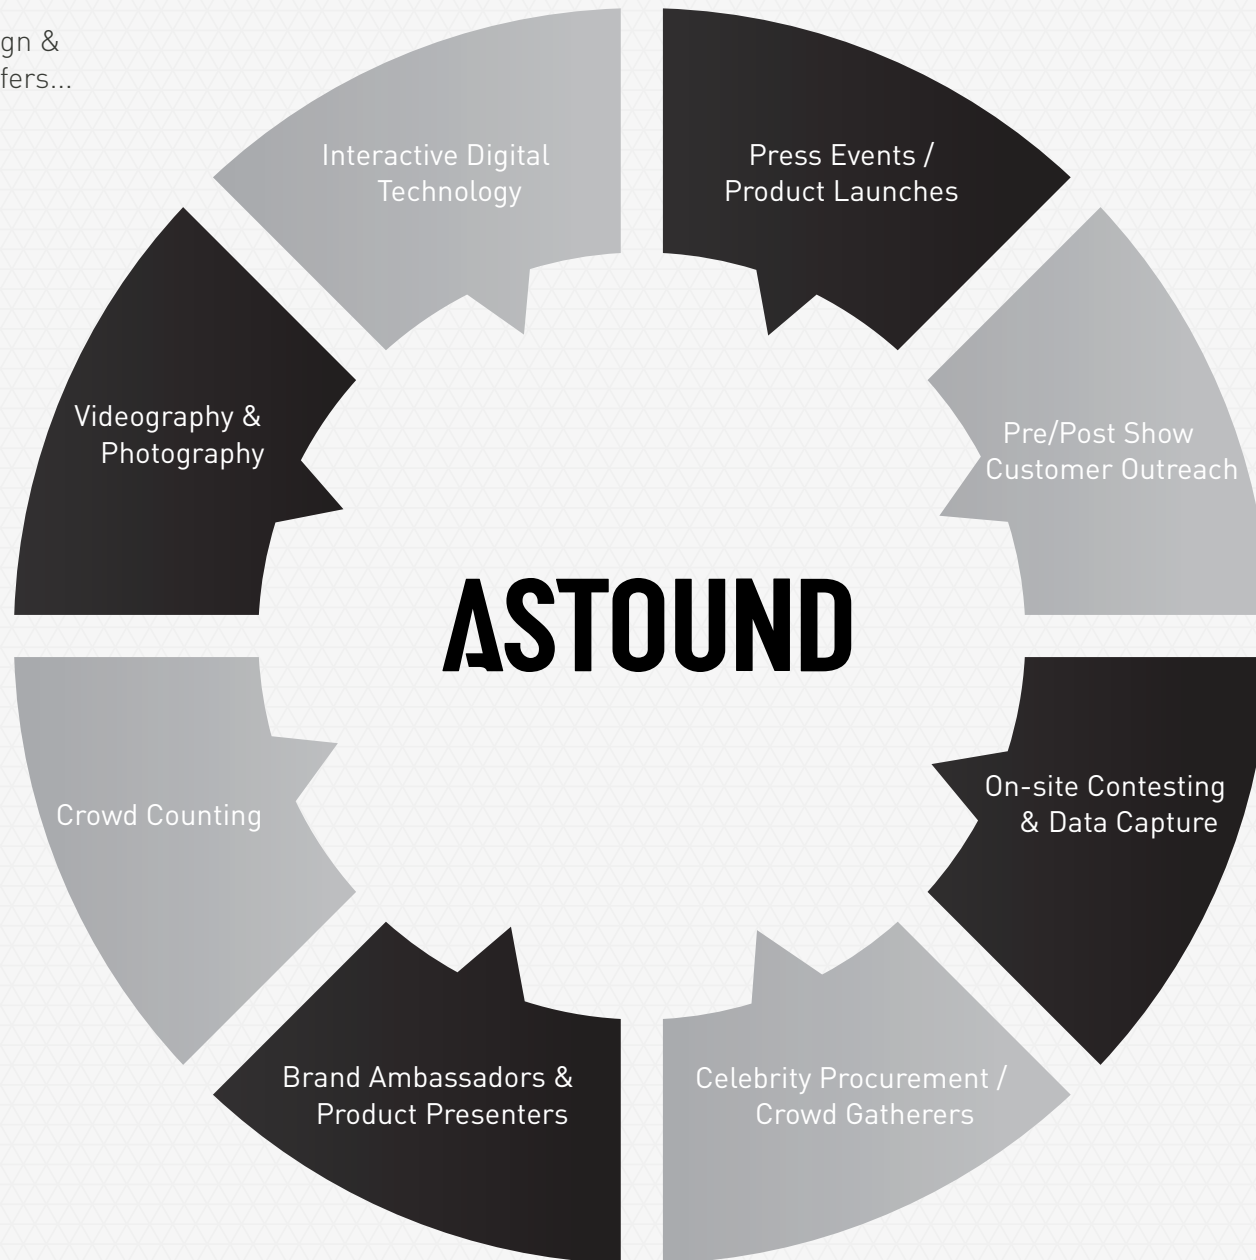 gn &
fers...
Interactive Digital
Technology
Press Events /
Product Launches
Pre/Post Show
Customer Outreach
On-site Contesting
& Data Capture
Celebrity Procurement /
Crowd Gatherers
Brand Ambassadors &
Product Presenters
Crowd Counting
Videography &
Photography
ASTOUND